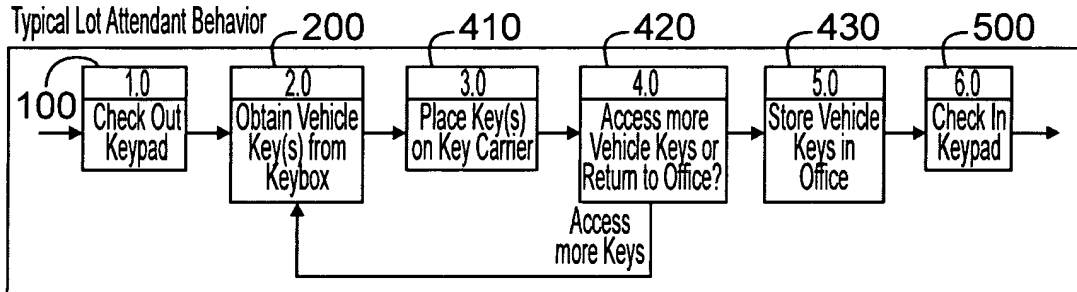 Typical Lot Attendant Behavior
100
200
410
420
430
500
1.0
Check Out
Keypad
2.0
Obtain Vehicle
Key(s) from
Keybox
3.0
Place Key(s)
on Key Carrier
4.0
Access more
Vehicle Keys or
Return to Office?
5.0
Store Vehicle
Keys in
Office
6.0
Check In
Keypad
Access
more Keys